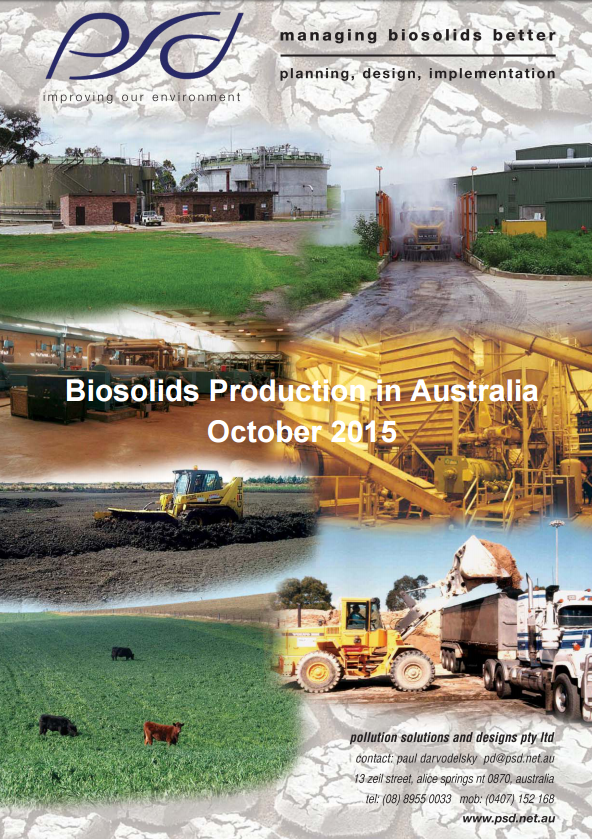 psd
managing biosolids better
planning, design, implementation
improving our environment
Biosolids Production in Australia
October 2015
pollution solutions and designs pty ltd
contact: paul darvodelsky pd@psd.net.au
13 zeil street, alice springs nt 0870, australia
tel: (08) 8955 0033 mob: (0407) 152 168
www.psd.net.au